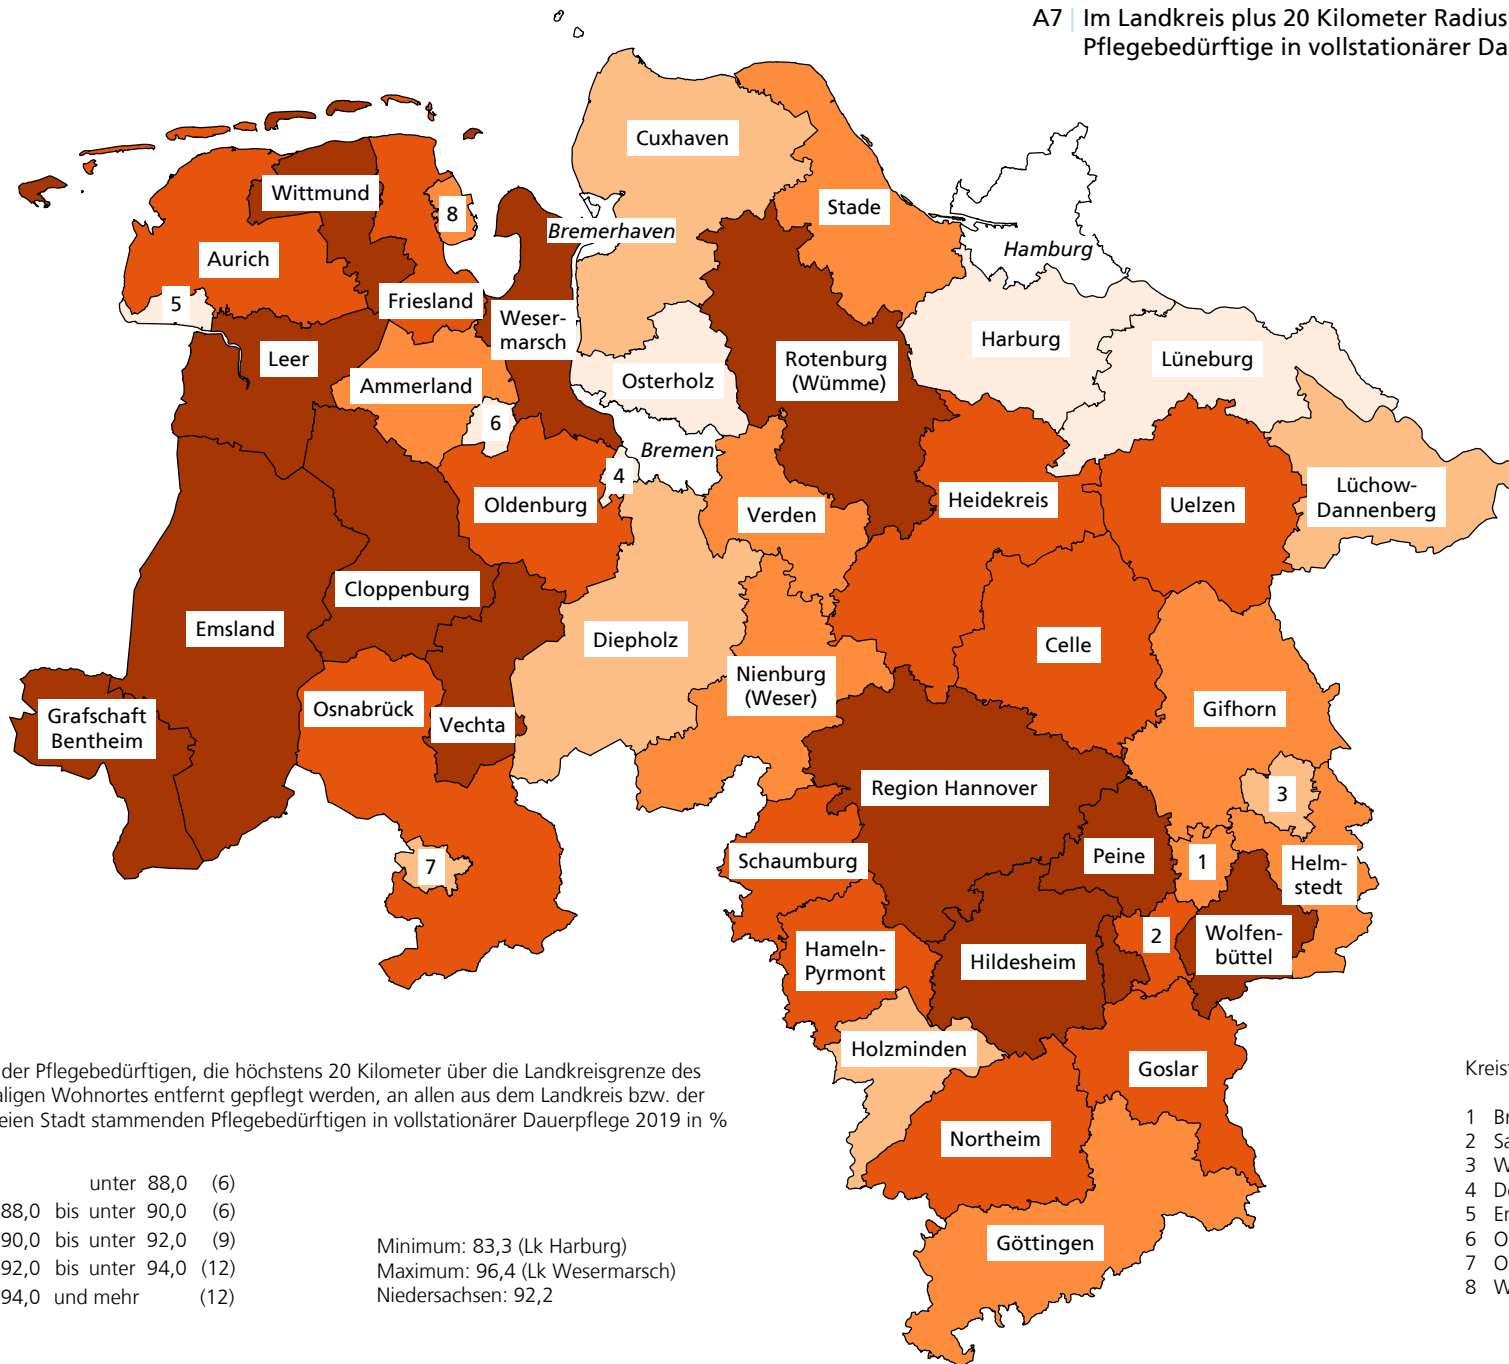 A7 Im Landkreis plus 20 Kilometer Radius
Pflegebedürftige in vollstationärer Da
Cuxhaven
Wittmund
8
Stade
Bremerhaven
Hamburg
Aurich
5
Friesland
Weser-
marsch
Harburg
Leer
Rotenburg
(Wümme)
Lüneburg
Ammerland
Osterholz
6
Bremen
4
Oldenburg
Verden
Heidekreis
Uelzen
Lüchow-
Dannenberg
Cloppenburg
Emsland
Diepholz
Celle
Nienburg
(Weser)
Grafschaft
Bentheim
Osnabrück
Vechta
Gifhorn
Region Hannover
3
Schaumburg
Peine
1
Helm-
stedt
7
Hameln-
Pyrmont
Hildesheim
2
Wolfen-
büttel
Holzminden
Goslar
Northeim
Göttingen
der Pflegebedürftigen, die höchstens 20 Kilometer über die Landkreisgrenze des
aligen Wohnortes entfernt gepflegt werden, an allen aus dem Landkreis bzw. der
eien Stadt stammenden Pflegebedürftigen in vollstationärer Dauerpflege 2019 in %
unter 88,0 (6)
88,0 bis unter 90,0 (6)
90,0 bis unter 92,0 (9)
92,0 bis unter 94,0 (12)
94,0 und mehr (12)
Minimum: 83,3 (Lk Harburg)
Maximum: 96,4 (Lk Wesermarsch)
Niedersachsen: 92,2
Kreis
1 Br
2 Sa
3 W
4 De
5 Em
6 O
7 O
8 W